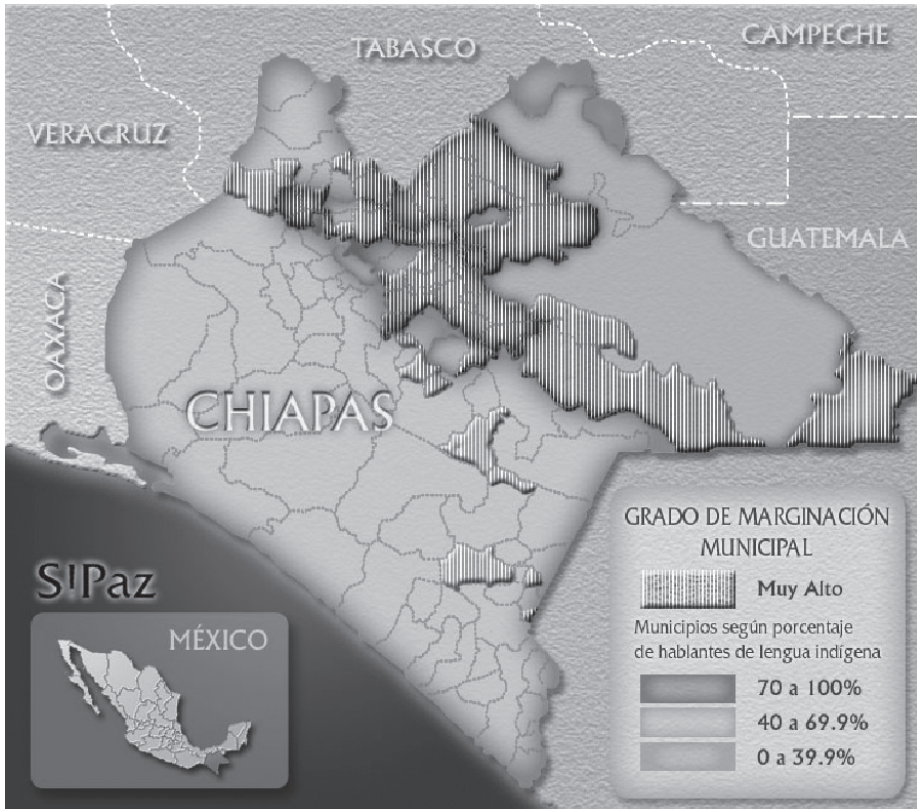 TABASCO
CAMPECHE
VERACRUZ
GUATEMALA
OAXACA
CHIAPAS
S!Paz
MÉXICO
GRADO DE MARGINACIÓN
MUNICIPAL
Muy Alto
Municipios según porcentaje
de hablantes de lengua indígena
70 a 100%
40 a 69.9%
0 a 39.9%